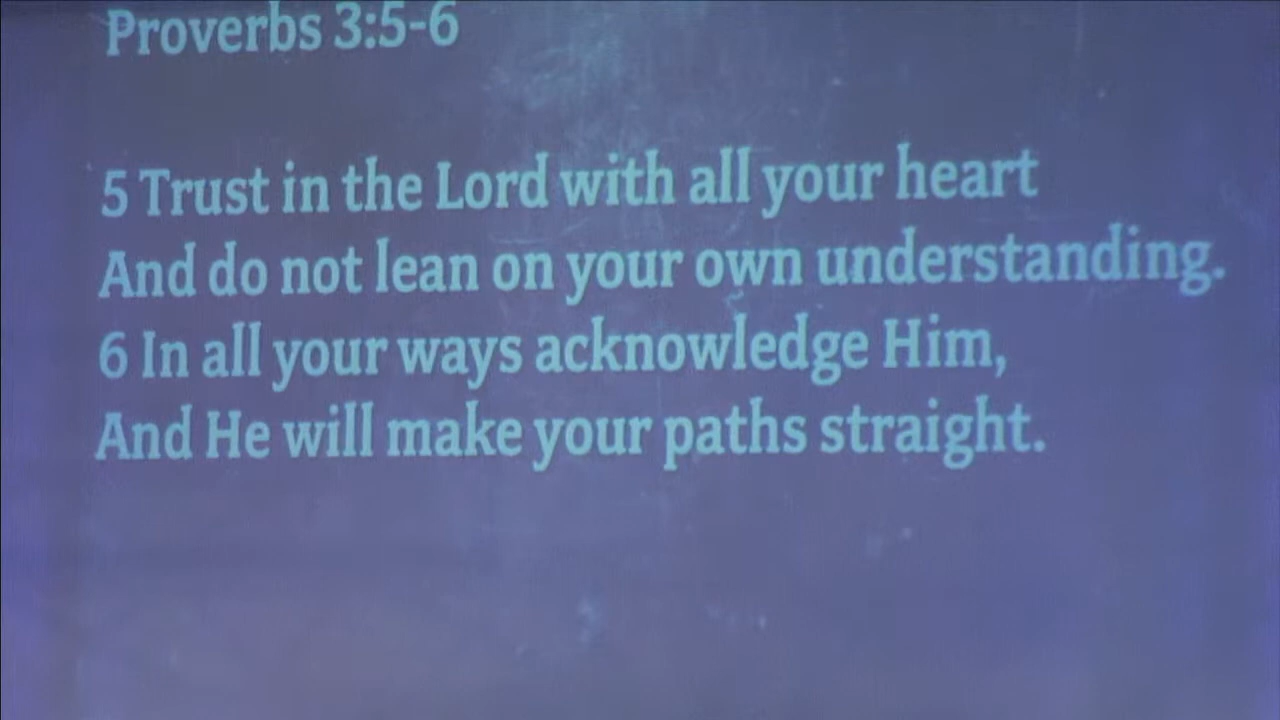 Proverbs 3:5-6
5 Trust in the Lord with all your heart
And do not lean on your own understanding.
6 In all your ways acknowledge Him,
And He will make your paths straight.